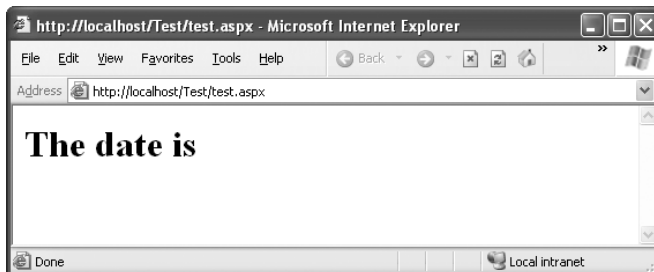 http://localhost/Test/test.aspx - Microsoft Internet Explorer
File Edit View Favorites Tools Help Back »
Address http://localhost/Test/test.aspx
The date is
Done Local intranet